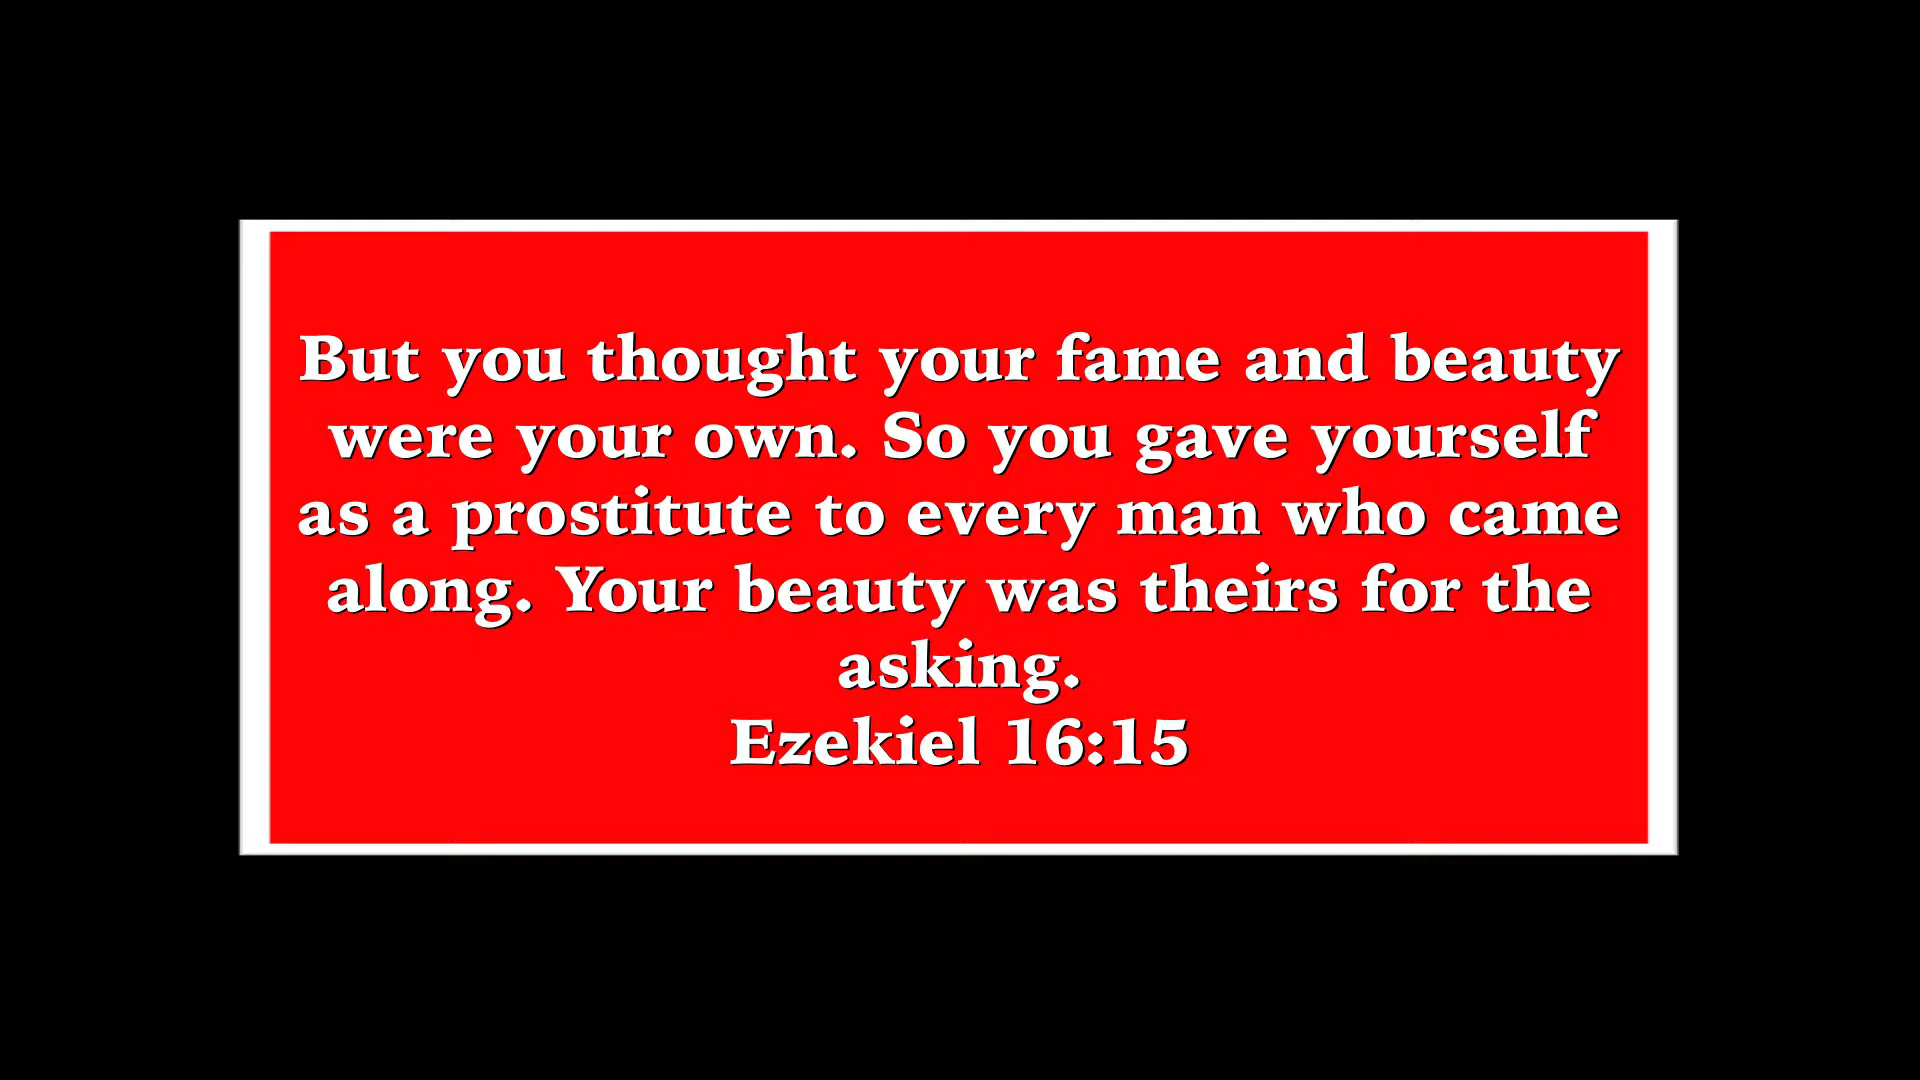 But you thought your fame and beauty
were your own. So you gave yourself
as a prostitute to every man who came
along. Your beauty was theirs for the
asking.
Ezekiel 16:15